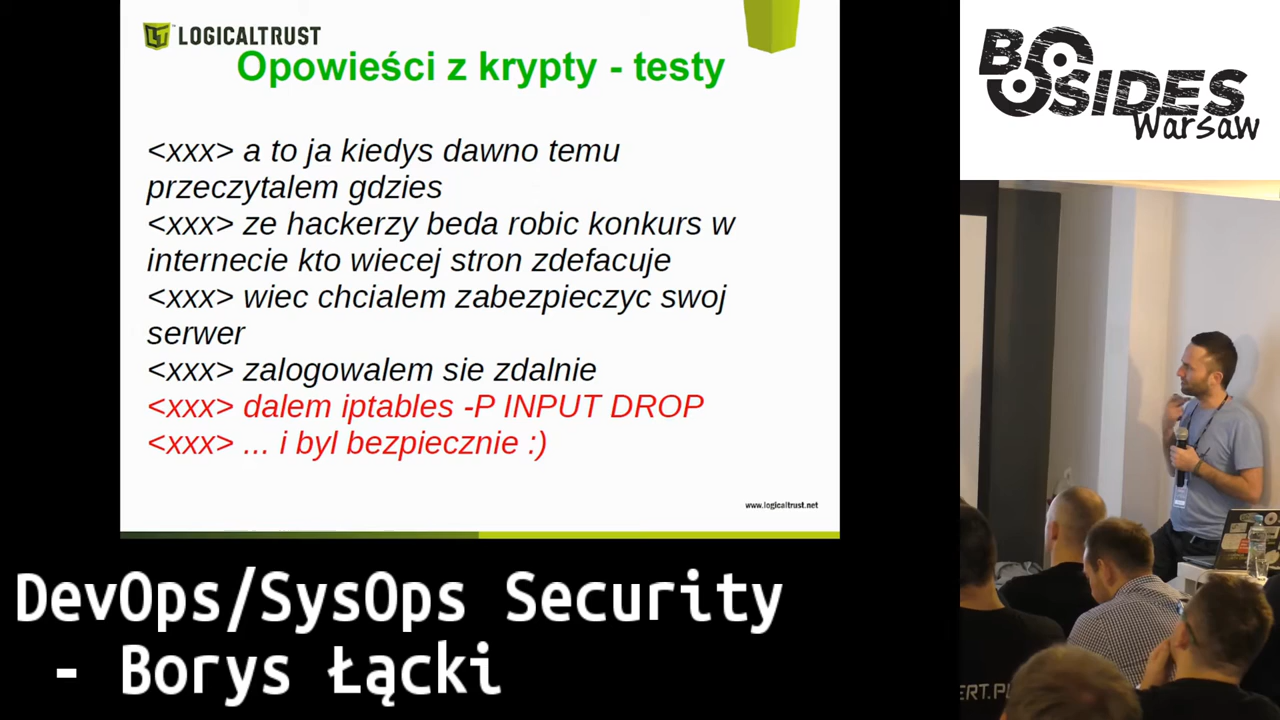 LOGICALTRUST
Opowieści z krypty - testy
<xxx> a to ja kiedys dawno temu
przeczytalem gdzies
<xxx> ze hackerzy beda robic konkurs w
internecie kto wiecej stron zdefacuje
<xxx> wiec chcialem zabezpieczyc swoj
serwer
<xxx> zalogowalem sie zdalnie
<xxx> dalem iptables -P INPUT DROP
<xxx> ... i byl bezpiecznie :)
www.logicaltrust.net
DevOps/SysOps Security
- Borys Łącki
BSIDES
Warsaw
ERT.P